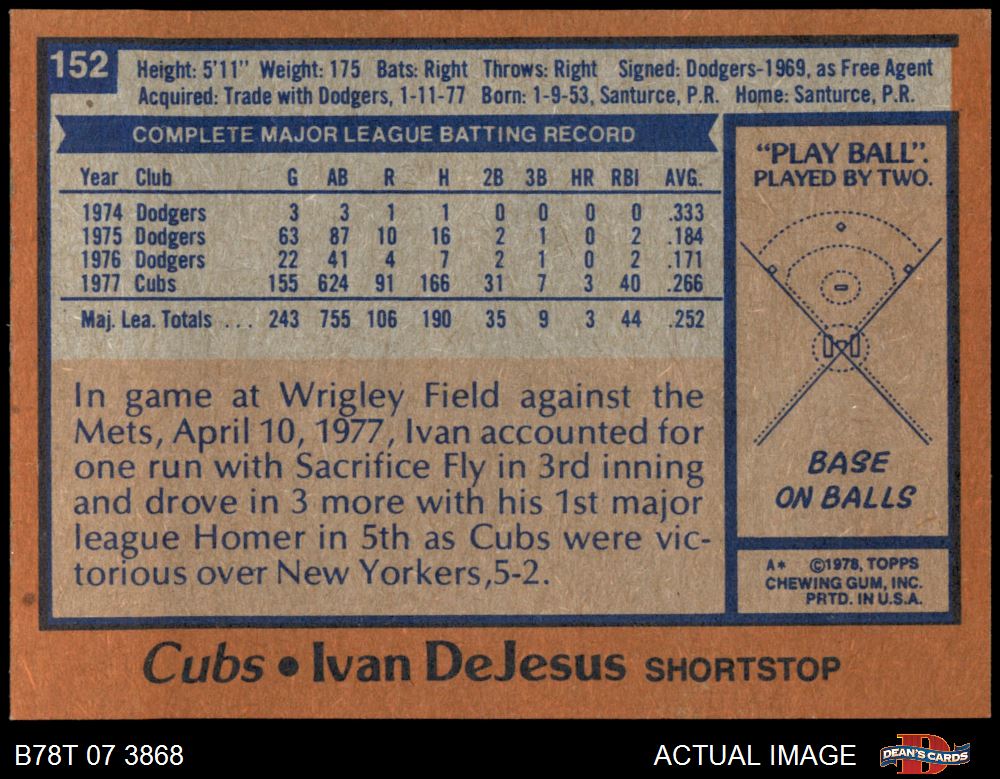 152
Height: 5'11" Weight: 175 Bats: Right Throws: Right Signed: Dodgers-1969, as Free Agent
Acquired: Trade with Dodgers, 1-11-77 Born: 1-9-53, Santurce, P.R. Home: Santurce, P.R.
COMPLETE MAJOR LEAGUE BATTING RECORD
Year Club G AB R H 2B 3B HR RBI AVG.
1974 Dodgers 3 3 1 1 0 0 0 0 .333
1975 Dodgers 63 87 10 16 2 1 0 2 .184
1976 Dodgers 22 41 4 7 2 1 0 2 .171
1977 Cubs 155 624 91 166 31 7 3 40 .266
Maj. Lea. Totals ... 243 755 106 190 35 9 3 44 .252
In game at Wrigley Field against the
Mets, April 10, 1977, Ivan accounted for
one run with Sacrifice Fly in 3rd inning
and drove in 3 more with his 1st major
league Homer in 5th as Cubs were vic-
torious over New Yorkers,5-2.
"PLAY BALL".
PLAYED BY TWO.
BASE
ON BALLS
A* ©1978, TOPPS
CHEWING GUM, INC.
PRTD. IN U.S.A.
Cubs • Ivan DeJesus SHORTSTOP
B78T 07 3868
ACTUAL IMAGE
DEAN'S CARDS